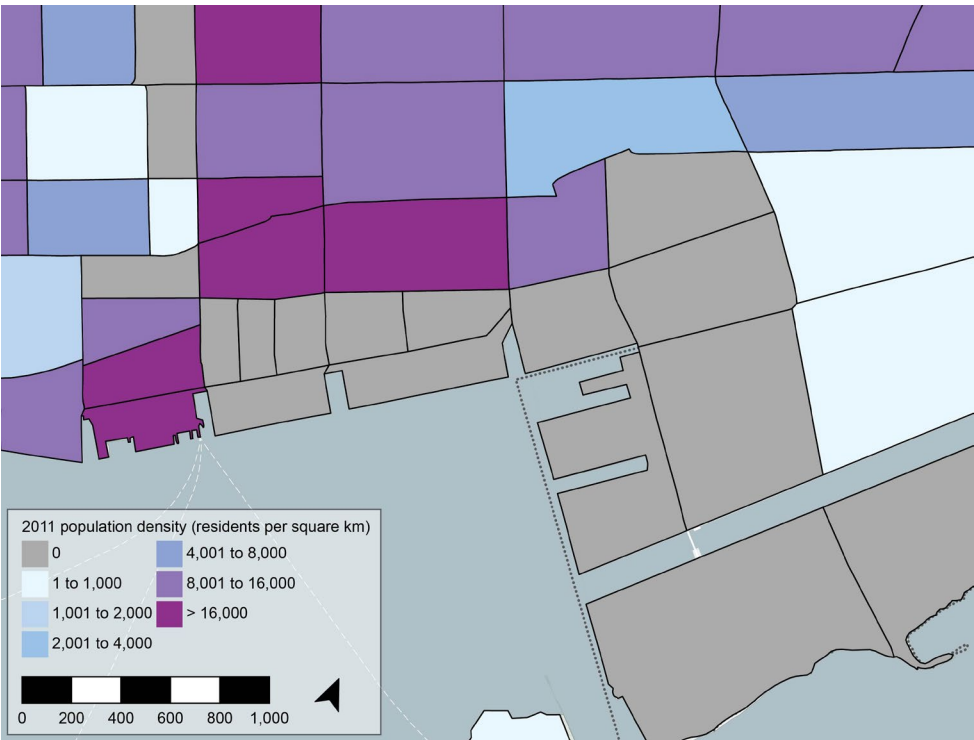 2011 population density (residents per square km)
0
1 to 1,000
1,001 to 2,000
2,001 to 4,000
4,001 to 8,000
8,001 to 16,000
> 16,000
0 200 400 600 800 1,000